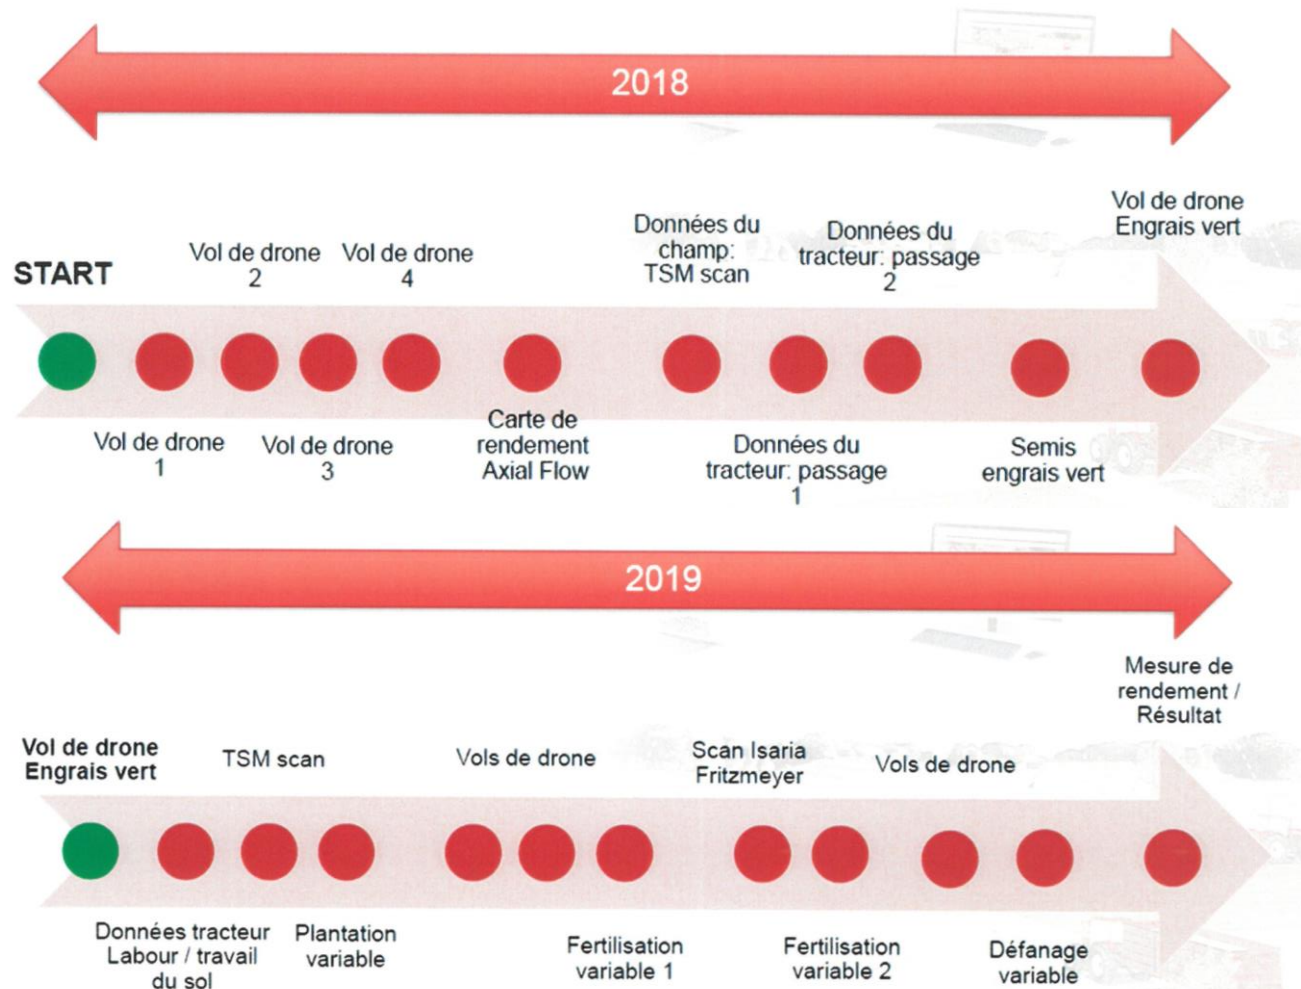 2018
START
Vol de drone
1
Vol de drone
2
Vol de drone
3
Vol de drone
4
Carte de
rendement
Axial Flow
Données du
champ:
TSM scan
Données du
tracteur: passage
1
Données du
tracteur: passage
2
Semis
engrais vert
Vol de drone
Engrais vert
2019
Vol de drone
Engrais vert
Données tracteur
Labour / travail
du sol
TSM scan
Plantation
variable
Vols de drone
Fertilisation
variable 1
Scan Isaria
Fritzmeyer
Fertilisation
variable 2
Vols de drone
Défanage
variable
Mesure de
rendement /
Résultat